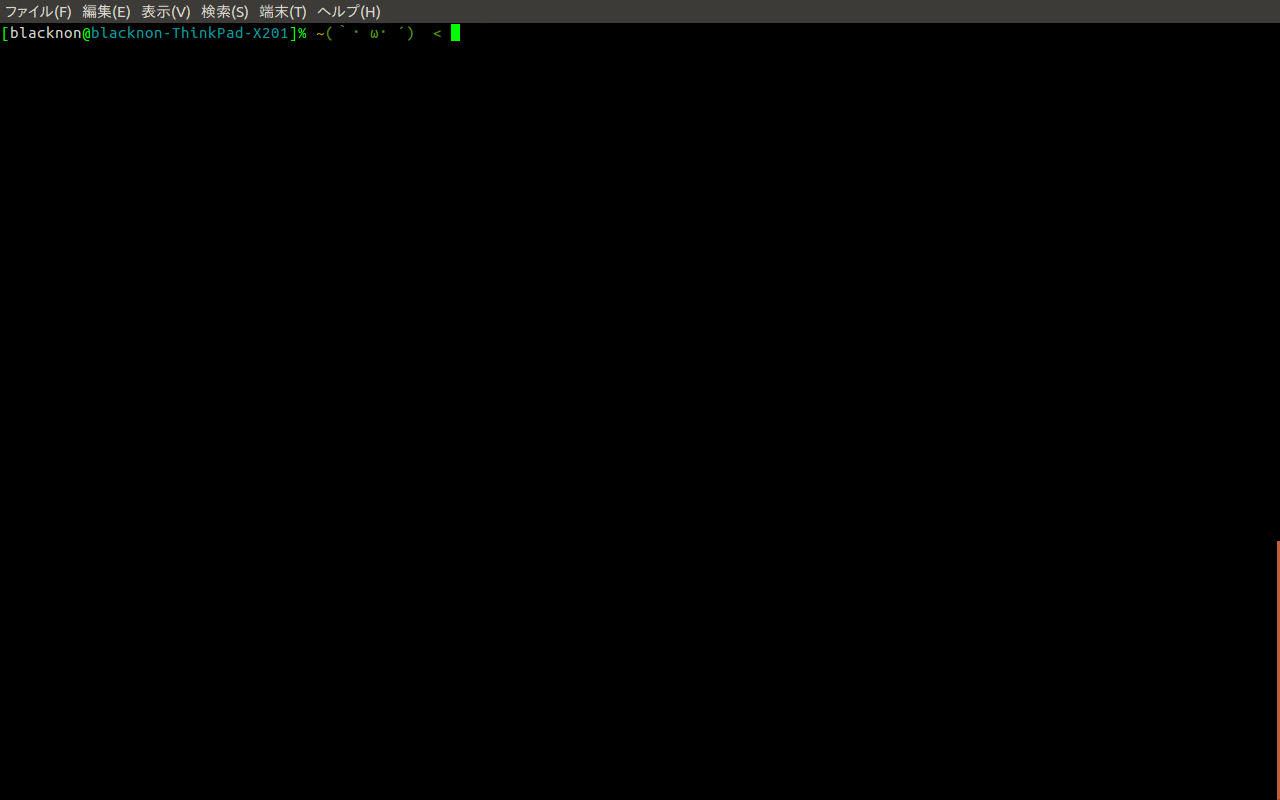 ファイル(F) 編集(E) 表示(V) 検索(S) 端末(T) ヘルプ(H)
[blacknon@blacknon-ThinkPad-X201]% ~(｀・ω・´) <